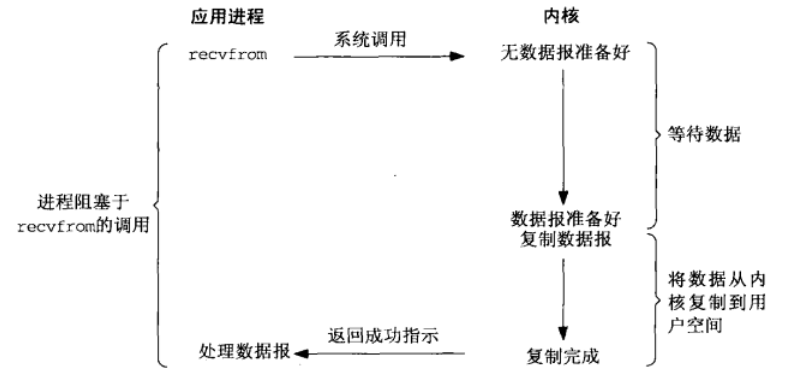 应用进程
内核
recvfrom
系统调用
无数据报准备好
等待数据
进程阻塞于
recvfrom的调用
数据报准备好
复制数据报
将数据从内
核复制到用
户空间
处理数据报
返回成功指示
复制完成